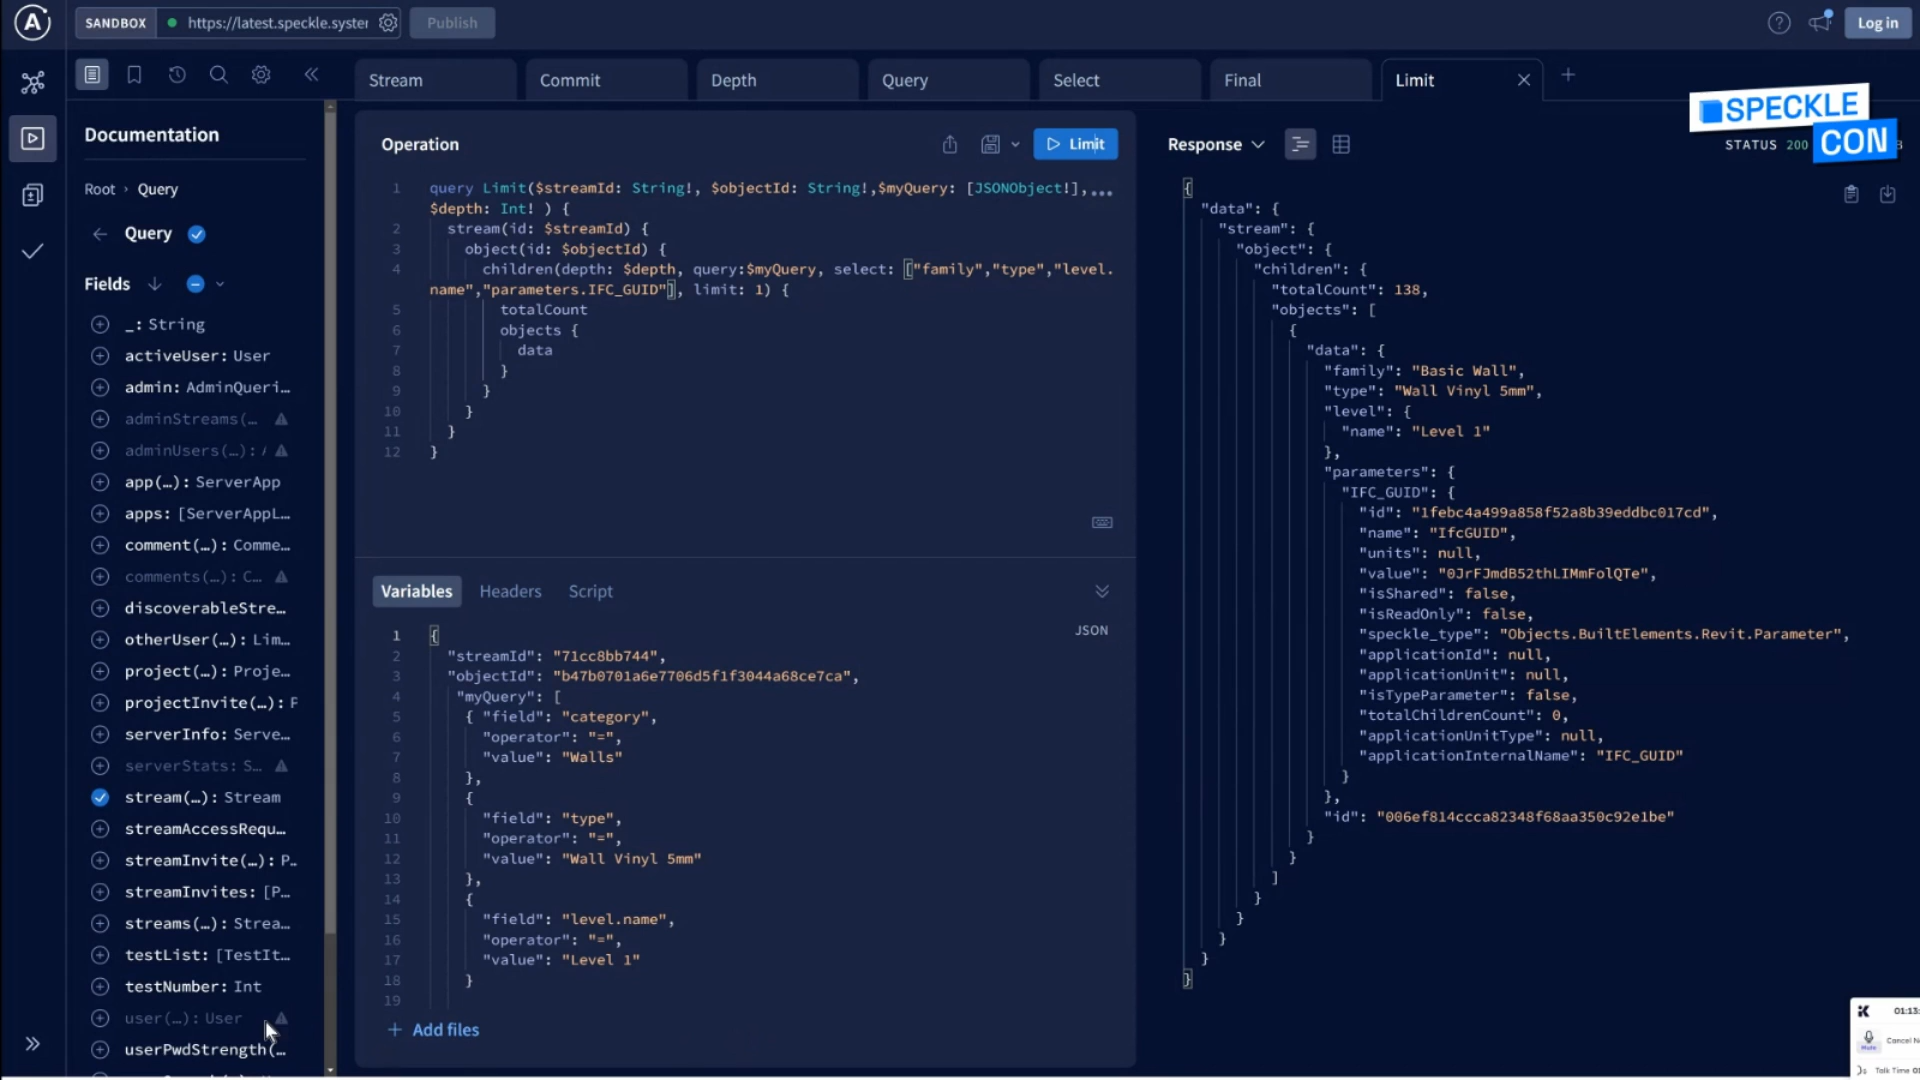 SANDBOX
https://latest.speckle.system
Publish
Log in
Stream
Commit
Depth
Query
Select
Final
Limit
SPECKLE
CON
Documentation
Root › Query
Query
Fields
_: String
activeUser: User
admin: AdminQueri…
adminStreams(…
adminUsers(…): A
app(…): ServerApp
apps: [ServerAppL…
comment(…): Comme…
comments(…): C…
discoverableStre…
otherUser(…): Lim…
project(…): Proje…
projectInvite(…): P
serverInfo: Serve…
serverStats: S…
stream(…): Stream
streamAccessRequ…
streamInvite(…): P…
streamInvites: [P…
streams(…): Strea…
testList: [TestIt…
testNumber: Int
user(…): User
userPwdStrength(…
Operation
Limit
1 query Limit($streamId: String!, $objectId: String!,$myQuery: [JSONObject!],...
$depth: Int! ) {
2 stream(id: $streamId) {
3 object(id: $objectId) {
4 children(depth: $depth, query:$myQuery, select: ["family","type","level.
name","parameters.IFC_GUID"], limit: 1) {
5 totalCount
6 objects {
7 data
8 }
9 }
10 }
11 }
12 }
Variables
Headers
Script
JSON
1 {
2 "streamId": "71cc8bb744",
3 "objectId": "b47b0701a6e7706d5f1f3044a68ce7ca",
4 "myQuery": [
5 { "field": "category",
6 "operator": "=",
7 "value": "Walls"
8 },
9 {
10 "field": "type",
11 "operator": "=",
12 "value": "Wall Vinyl 5mm"
13 },
14 {
15 "field": "level.name",
16 "operator": "=",
17 "value": "Level 1"
18 }
19
+ Add files
Response
STATUS 200
{
"data": {
"stream": {
"object": {
"children": {
"totalCount": 138,
"objects": [
{
"data": {
"family": "Basic Wall",
"type": "Wall Vinyl 5mm",
"level": {
"name": "Level 1"
},
"parameters": {
"IFC_GUID": {
"id": "1febc4a499a858f52a8b39eddbc017cd",
"name": "IfcGUID",
"units": null,
"value": "0JrFJmdB52thLIMmFolQTe",
"isShared": false,
"isReadOnly": false,
"speckle_type": "Objects.BuiltElements.Revit.Parameter",
"applicationId": null,
"applicationUnit": null,
"isTypeParameter": false,
"totalChildrenCount": 0,
"applicationUnitType": null,
"applicationInternalName": "IFC_GUID"
}
},
"id": "006ef814ccca82348f68aa350c92e1be"
}
}
]
}
}
}
}
}
01:13:
Mute
Cancel N
Talk Time 0